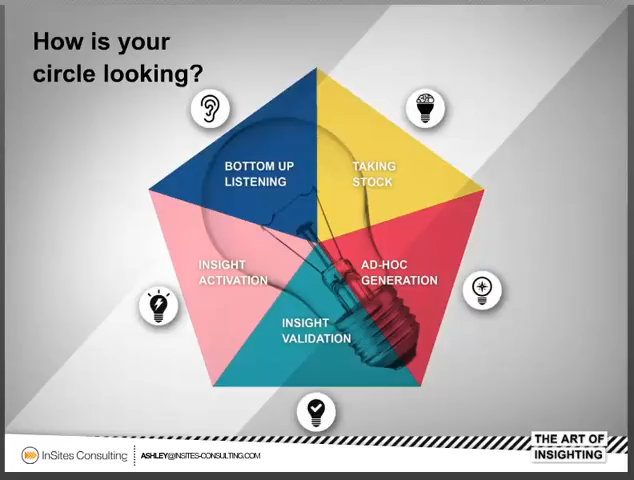 How is your
circle looking?
BOTTOM UP
LISTENING
TAKING
STOCK
INSIGHT
ACTIVATION
AD-HOC
GENERATION
INSIGHT
VALIDATION
InSites Consulting
ASHLEY@INSITES-CONSULTING.COM
THE ART OF
INSIGHTING